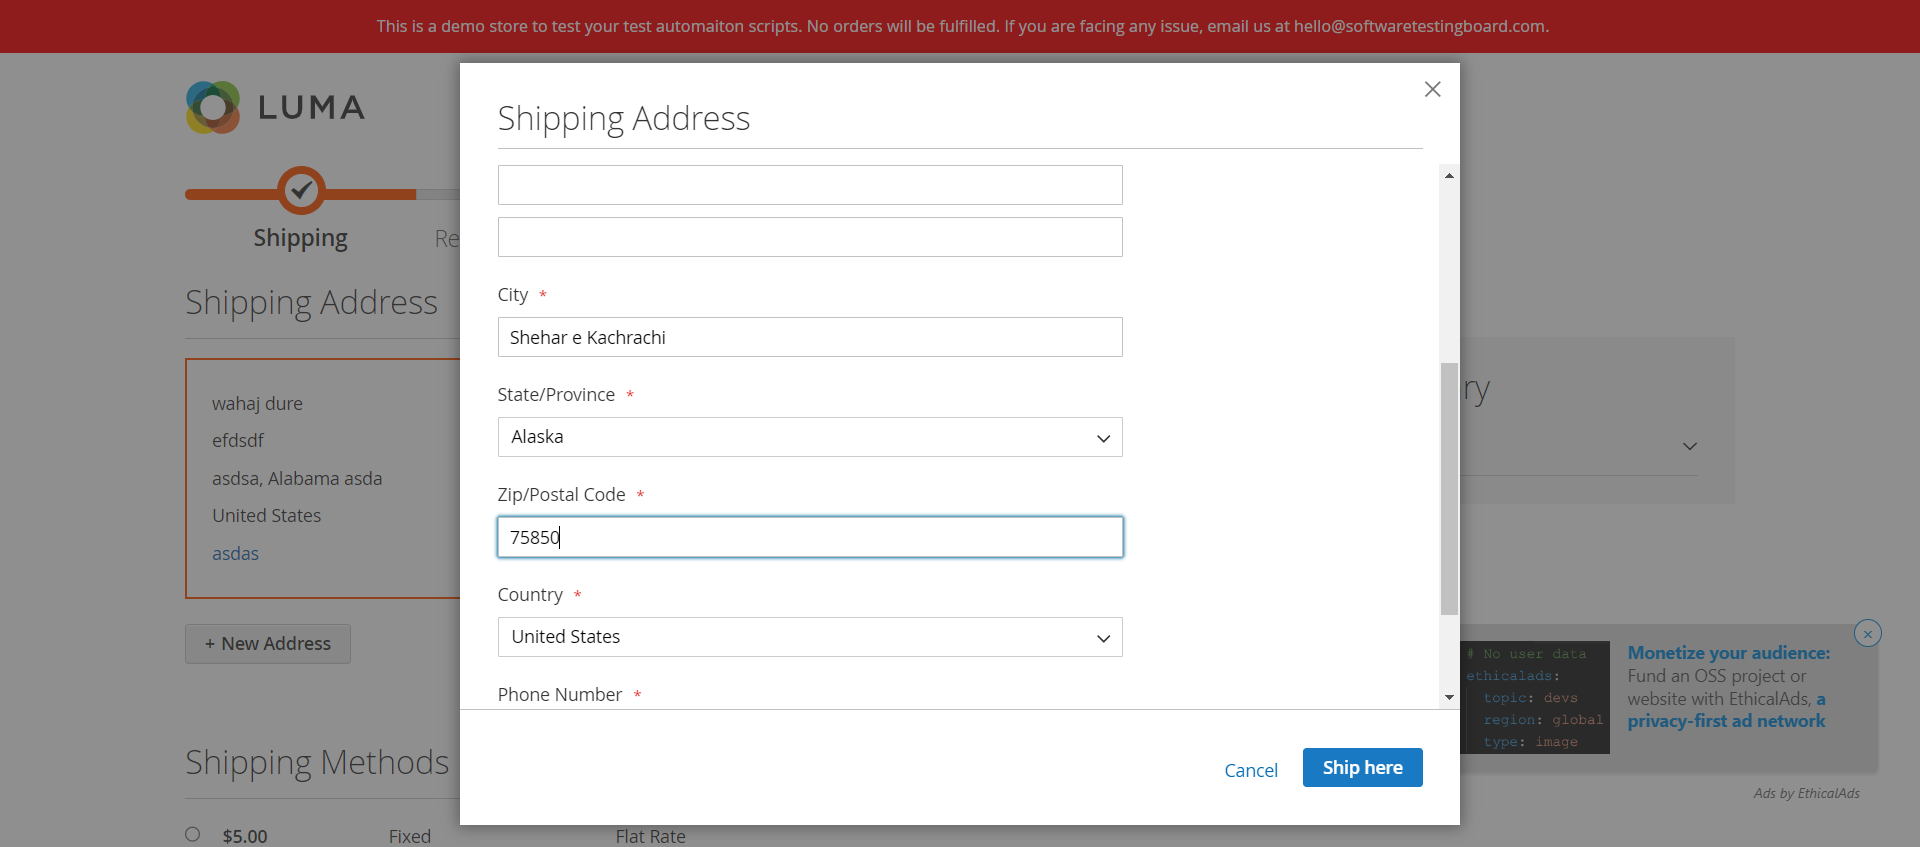 This is a demo store to test your test automaiton scripts. No orders will be fulfilled. If you are facing any issue, email us at hello@softwaretestingboard.com.
LUMA
Shipping
Re
Shipping Address
wahaj dure
efdsdf
asdsa, Alabama asda
United States
asdas
+ New Address
Shipping Methods
$5.00 Fixed Flat Rate
Shipping Address
City *
Shehar e Kachrachi
State/Province *
Alaska
Zip/Postal Code *
75850
Country *
United States
Phone Number *
Cancel
Ship here
ry
# No user data
ethicalads:
topic: devs
region: global
type: image
Monetize your audience:
Fund an OSS project or
website with EthicalAds, a
privacy-first ad network
Ads by EthicalAds